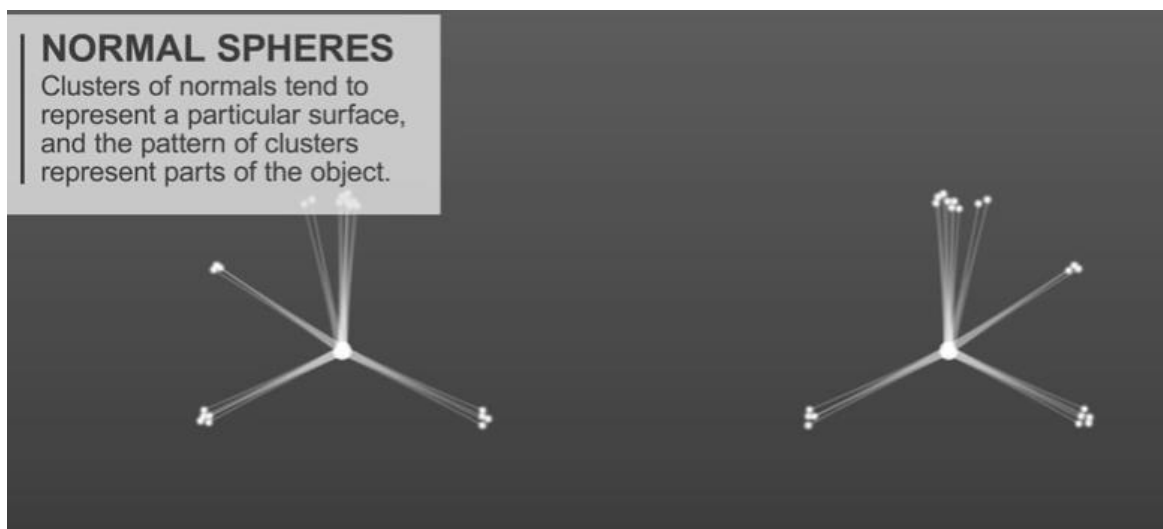 NORMAL SPHERES
Clusters of normals tend to
represent a particular surface,
and the pattern of clusters
represent parts of the object.